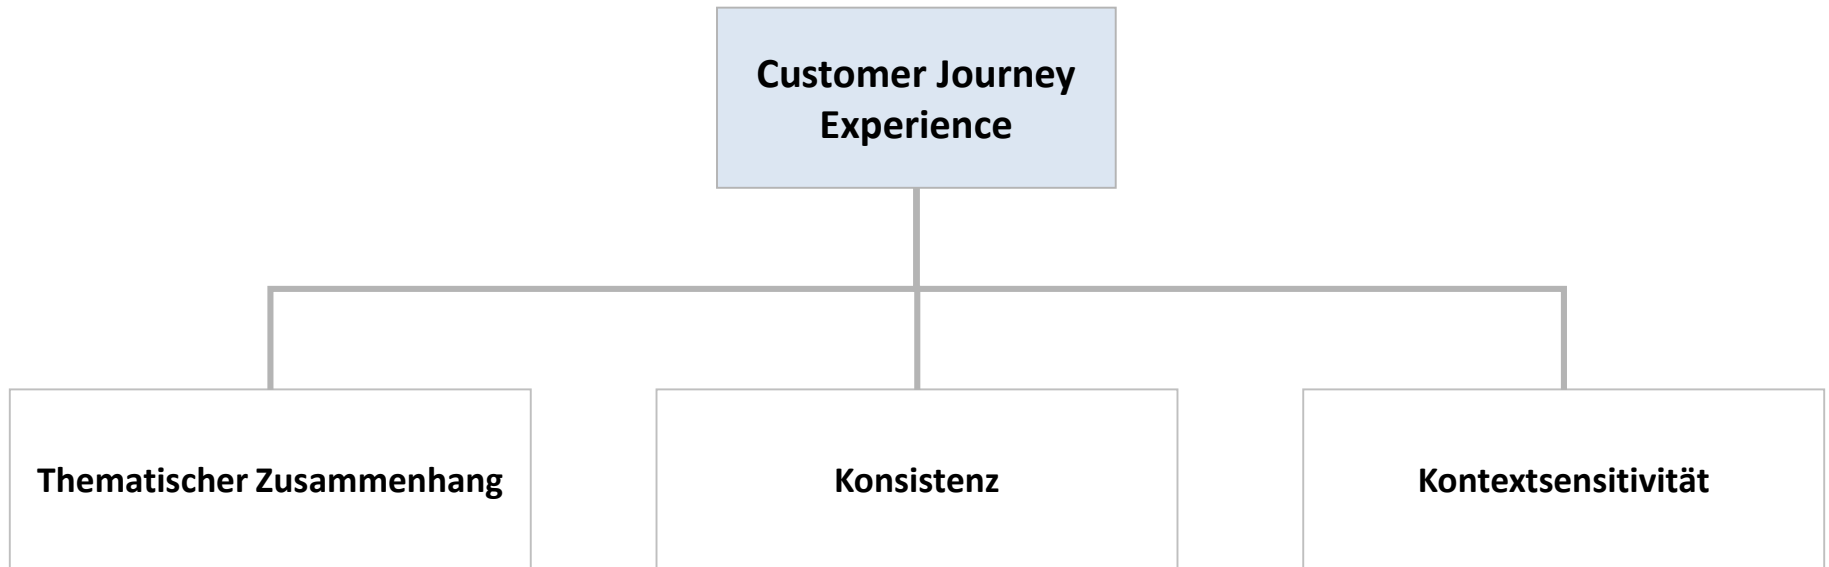 Customer Journey
Experience
Thematischer Zusammenhang
Konsistenz
Kontextsensitivität